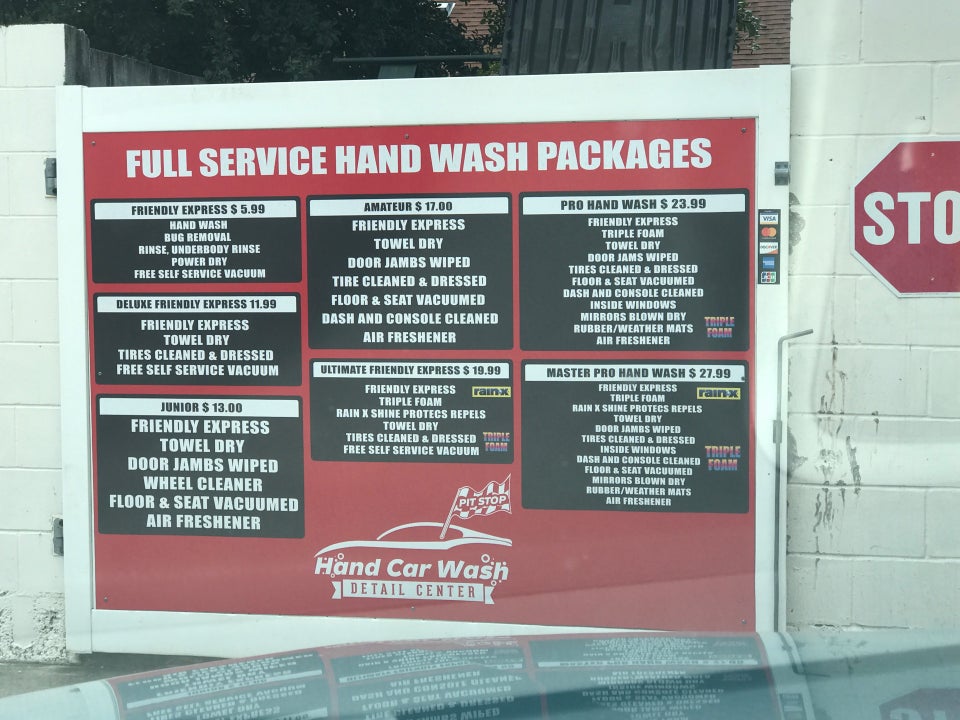 FULL SERVICE HAND WASH PACKAGES
FRIENDLY EXPRESS $ 5.99
HAND WASH
BUG REMOVAL
RINSE, UNDERBODY RINSE
POWER DRY
FREE SELF SERVICE VACUUM
DELUXE FRIENDLY EXPRESS 11.99
FRIENDLY EXPRESS
TOWEL DRY
TIRES CLEANED & DRESSED
FREE SELF SERVICE VACUUM
JUNIOR $ 13.00
FRIENDLY EXPRESS
TOWEL DRY
DOOR JAMBS WIPED
WHEEL CLEANER
FLOOR & SEAT VACUUMED
AIR FRESHENER
AMATEUR $ 17.00
FRIENDLY EXPRESS
TOWEL DRY
DOOR JAMBS WIPED
TIRE CLEANED & DRESSED
FLOOR & SEAT VACUUMED
DASH AND CONSOLE CLEANED
AIR FRESHENER
ULTIMATE FRIENDLY EXPRESS $ 19.99
FRIENDLY EXPRESS
TRIPLE FOAM
RAIN X SHINE PROTECS REPELS
TOWEL DRY
TIRES CLEANED & DRESSED
FREE SELF SERVICE VACUUM
rain-x
TRIPLE
FOAM
PRO HAND WASH $ 23.99
FRIENDLY EXPRESS
TRIPLE FOAM
TOWEL DRY
DOOR JAMS WIPED
TIRES CLEANED & DRESSED
FLOOR & SEAT VACUUMED
DASH AND CONSOLE CLEANED
INSIDE WINDOWS
MIRRORS BLOWN DRY
RUBBER/WEATHER MATS
AIR FRESHENER
TRIPLE
FOAM
MASTER PRO HAND WASH $ 27.99
FRIENDLY EXPRESS
TRIPLE FOAM
RAIN X SHINE PROTECS REPELS
TOWEL DRY
DOOR JAMBS WIPED
TIRES CLEANED & DRESSED
INSIDE WINDOWS
DASH AND CONSOLE CLEANED
FLOOR & SEAT VACUUMED
MIRRORS BLOWN DRY
RUBBER/WEATHER MATS
AIR FRESHENER
rain-x
TRIPLE
FOAM
PIT STOP
Hand Car Wash
DETAIL CENTER
VISA
DISCOVER
JCB
STO